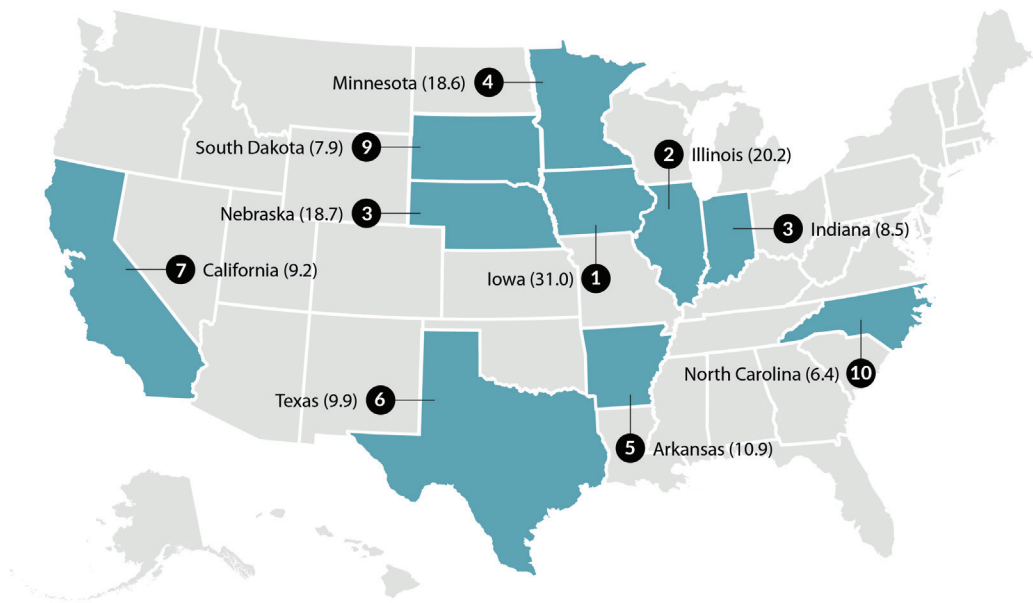 Minnesota (18.6) 4
South Dakota (7.9) 9
2 Illinois (20.2)
Nebraska (18.7) 3
3 Indiana (8.5)
7 California (9.2)
Iowa (31.0) 1
North Carolina (6.4) 10
Texas (9.9) 6
5 Arkansas (10.9)